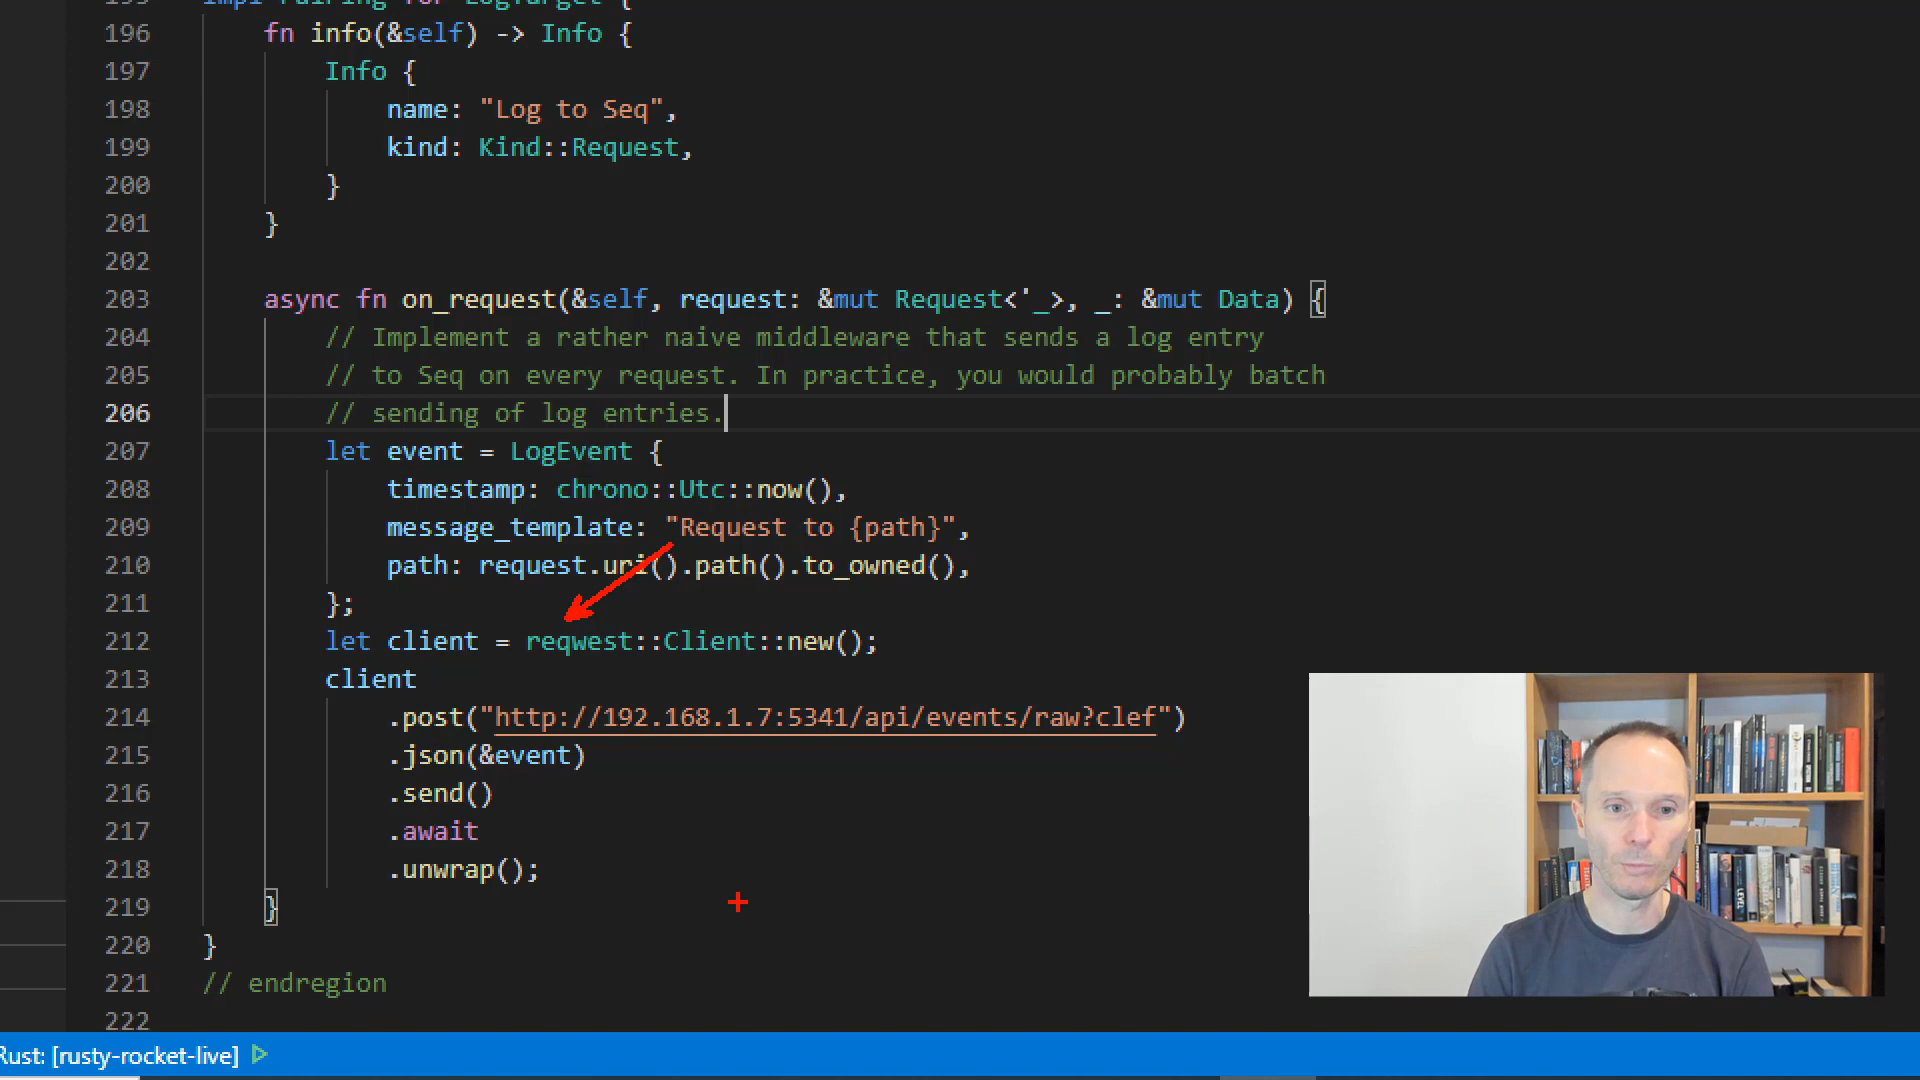 195 impl Fairing for LogTarget {
196 fn info(&self) -> Info {
197 Info {
198 name: "Log to Seq",
199 kind: Kind::Request,
200 }
201 }
202
203 async fn on_request(&self, request: &mut Request<'_>, _: &mut Data) {
204 // Implement a rather naive middleware that sends a log entry
205 // to Seq on every request. In practice, you would probably batch
206 // sending of log entries.
207 let event = LogEvent {
208 timestamp: chrono::Utc::now(),
209 message_template: "Request to {path}",
210 path: request.uri().path().to_owned(),
211 };
212 let client = reqwest::Client::new();
213 client
214 .post("http://192.168.1.7:5341/api/events/raw?clef")
215 .json(&event)
216 .send()
217 .await
218 .unwrap();
219 }
220 }
221 // endregion
222
Rust: [rusty-rocket-live]